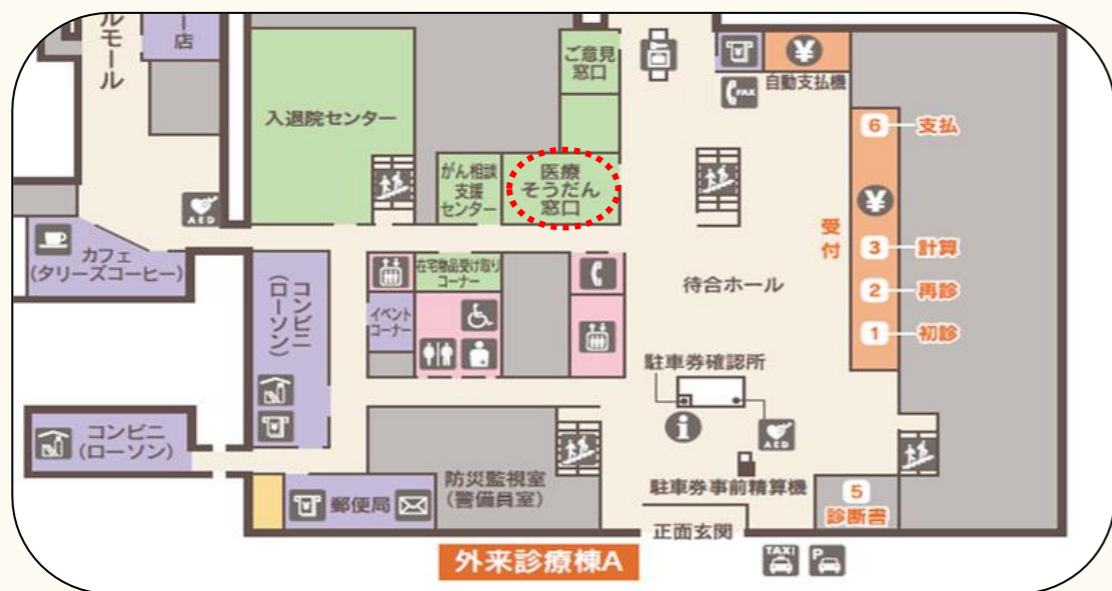 ルモール
店
ご意見
窓口
自動支払機
FAX
入退院センター
がん相談
支援
センター
医療
そうだん
窓口
6 支払
受付
3 計算
2 再診
1 初診
AED
カフェ
(タリーズコーヒー)
コンビニ
(ローソン)
在宅物品受け取り
コーナー
イベント
コーナー
待合ホール
駐車券確認所
AED
コンビニ
(ローソン)
郵便局
防災監視室
(警備員室)
駐車券事前精算機
5
診断書
正面玄関
外来診療棟A
TAXI
P